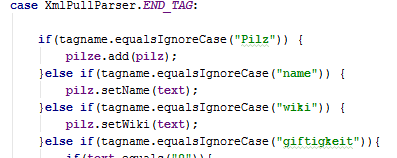 case XmlPullParser.END_TAG:
if(tagname.equalsIgnoreCase("Pilz")) {
pilze.add(pilz);
}else if(tagname.equalsIgnoreCase("name")) {
pilz.setName(text);
}else if(tagname.equalsIgnoreCase("wiki")) {
pilz.setWiki(text);
}else if(tagname.equalsIgnoreCase("giftigkeit")){
if(text.equals("0")){